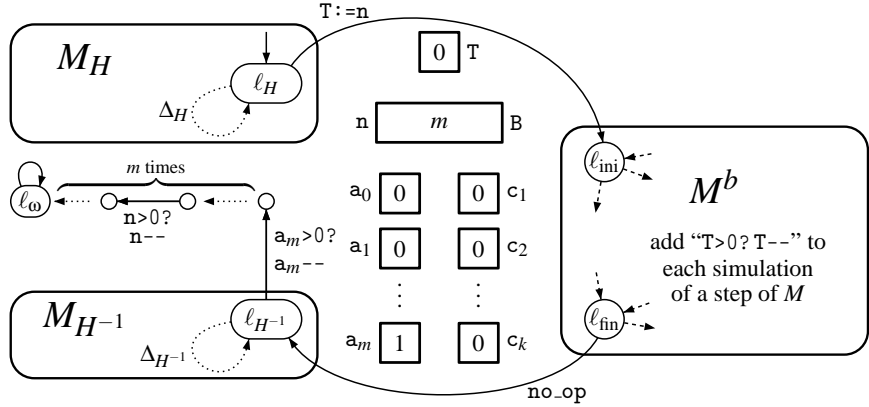 T:=n
M_H
ℓ_H
Δ_H
0 T
n m B
m times
ℓ_ω
n>0?
n--
a_m>0?
a_m--
a_0 0 0 c_1
a_1 0 0 c_2
⋮ ⋮
a_m 1 0 c_k
ℓ_ini
M^b
add “T>0? T--” to
each simulation
of a step of M
ℓ_fin
M_{H^{-1}}
ℓ_{H^{-1}}
Δ_{H^{-1}}
no_op